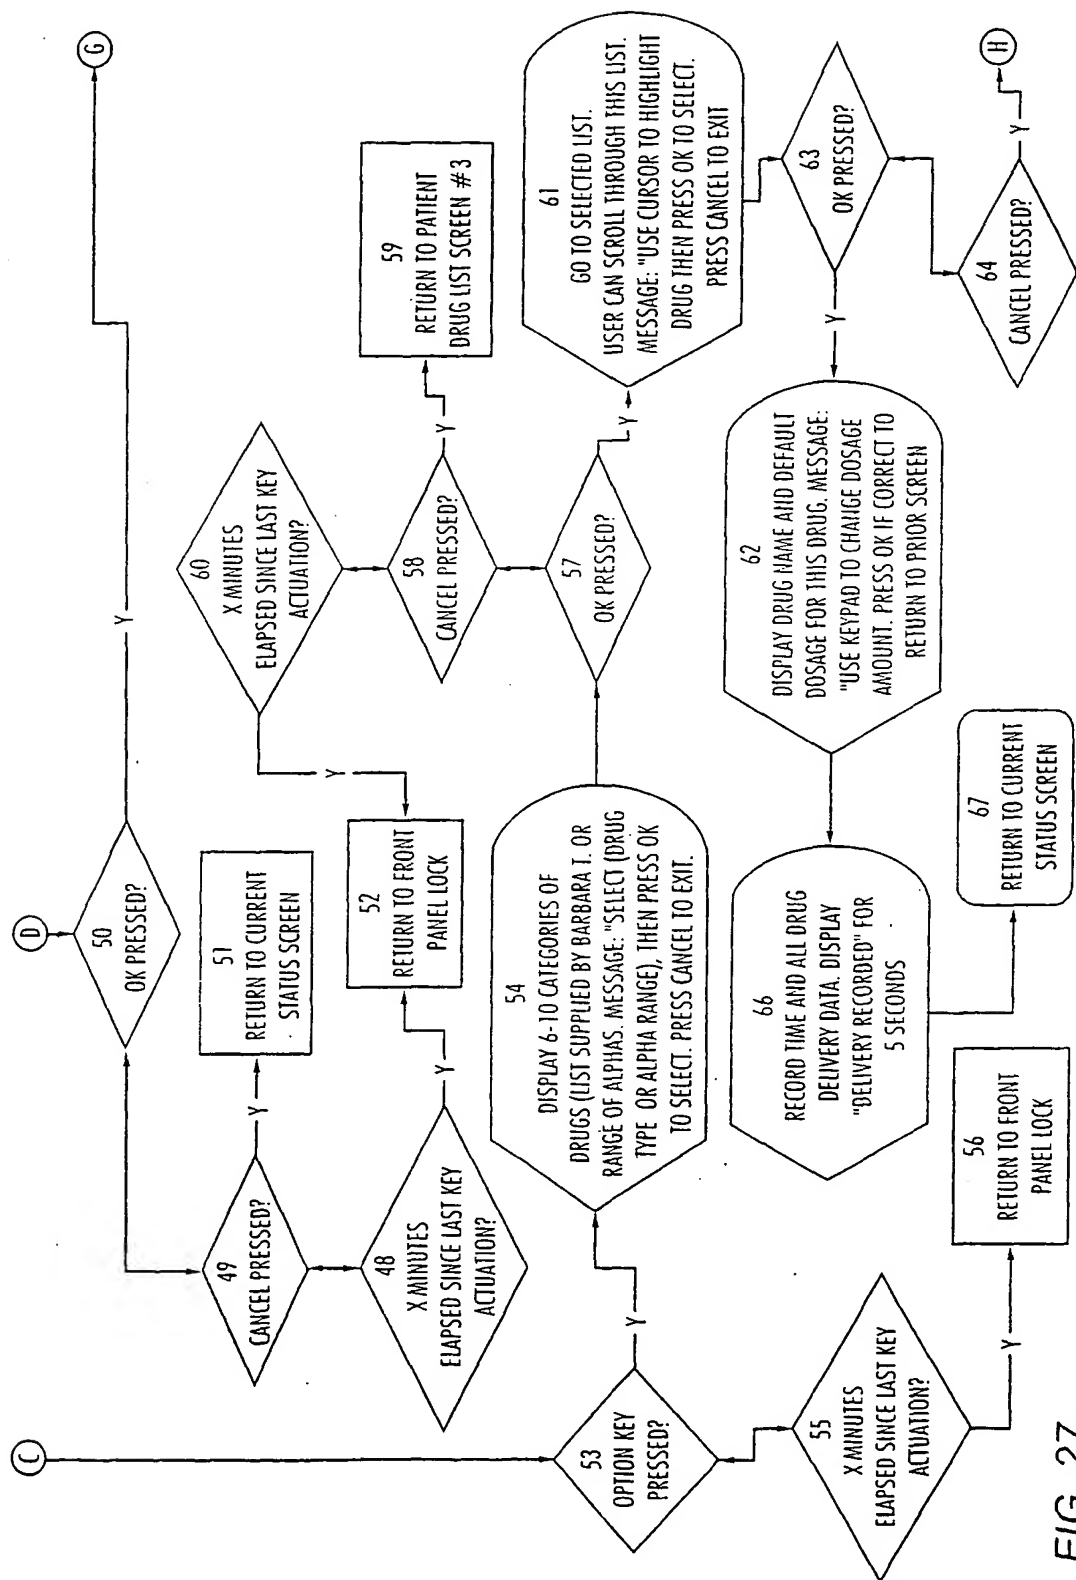 C
D
G
50
OK PRESSED?
Y
49
CANCEL PRESSED?
Y
51
RETURN TO CURRENT
STATUS SCREEN
48
X MINUTES
ELAPSED SINCE LAST KEY
ACTUATION?
Y
52
RETURN TO FRONT
PANEL LOCK
Y
60
X MINUTES
ELAPSED SINCE LAST KEY
ACTUATION?
58
CANCEL PRESSED?
Y
59
RETURN TO PATIENT
DRUG LIST SCREEN #3
53
OPTION KEY
PRESSED?
Y
54
DISPLAY 6-10 CATEGORIES OF
DRUGS (LIST SUPPLIED BY BARBARA T. OR
RANGE OF ALPHAS. MESSAGE: "SELECT (DRUG
TYPE OR ALPHA RANGE), THEN PRESS OK
TO SELECT. PRESS CANCEL TO EXIT.
57
OK PRESSED?
Y
61
GO TO SELECTED LIST.
USER CAN SCROLL THROUGH THIS LIST.
MESSAGE: "USE CURSOR TO HIGHLIGHT
DRUG THEN PRESS OK TO SELECT.
PRESS CANCEL TO EXIT
55
X MINUTES
ELAPSED SINCE LAST KEY
ACTUATION?
Y
56
RETURN TO FRONT
PANEL LOCK
66
RECORD TIME AND ALL DRUG
DELIVERY DATA. DISPLAY
"DELIVERY RECORDED" FOR
5 SECONDS
67
RETURN TO CURRENT
STATUS SCREEN
62
DISPLAY DRUG NAME AND DEFAULT
DOSAGE FOR THIS DRUG. MESSAGE:
"USE KEYPAD TO CHANGE DOSAGE
AMOUNT. PRESS OK IF CORRECT TO
RETURN TO PRIOR SCREEN
Y
63
OK PRESSED?
64
CANCEL PRESSED?
Y
H
FIG. 27